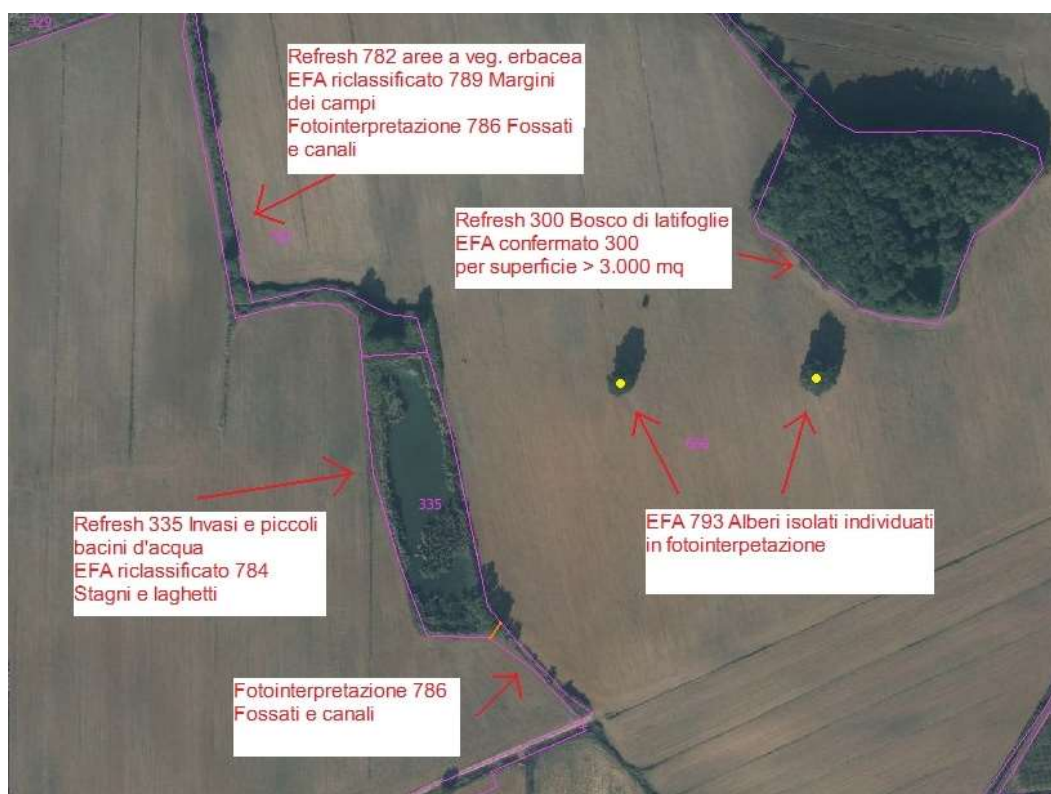 329
Refresh 782 aree a veg. erbacea
EFA riclassificato 789 Margini
dei campi
Fotointerpretazione 786 Fossati
e canali
Refresh 300 Bosco di latifoglie
EFA confermato 300
per superficie > 3.000 mq
335
Refresh 335 Invasi e piccoli
bacini d'acqua
EFA riclassificato 784
Stagni e laghetti
EFA 793 Alberi isolati individuati
in fotointerpetazione
Fotointerpretazione 786
Fossati e canali